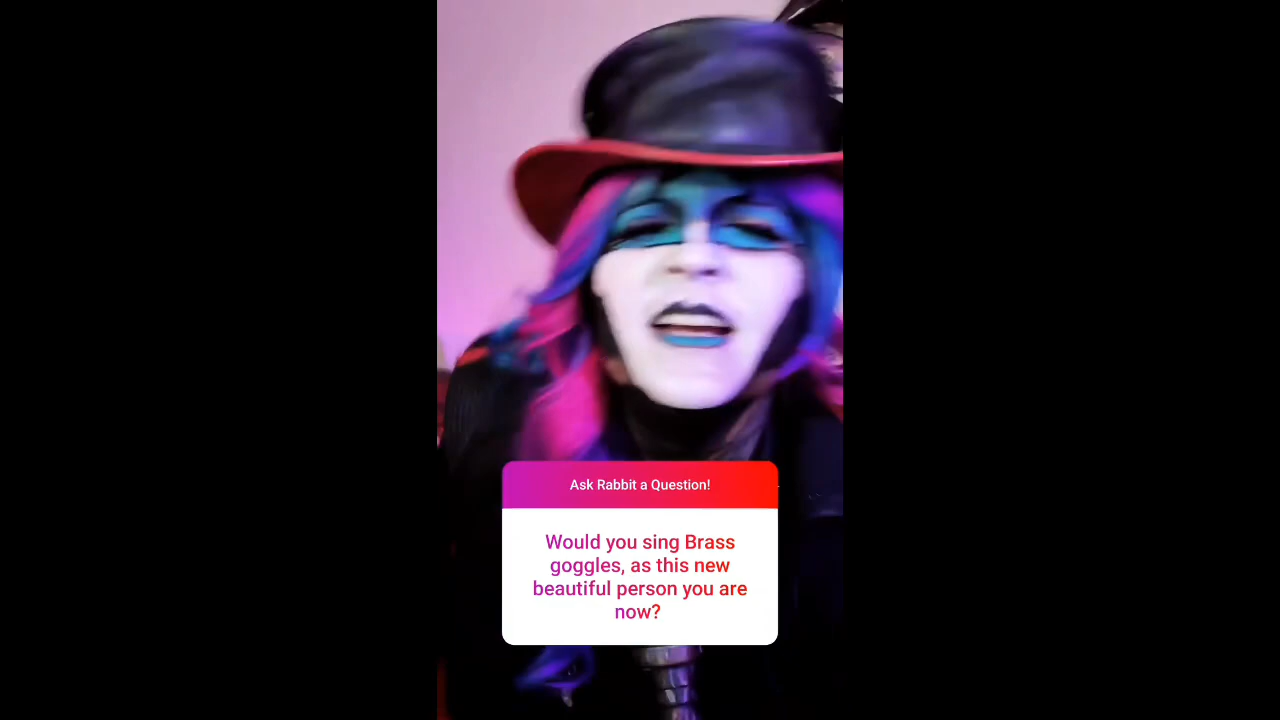 Ask Rabbit a Question!
Would you sing Brass
goggles, as this new
beautiful person you are
now?